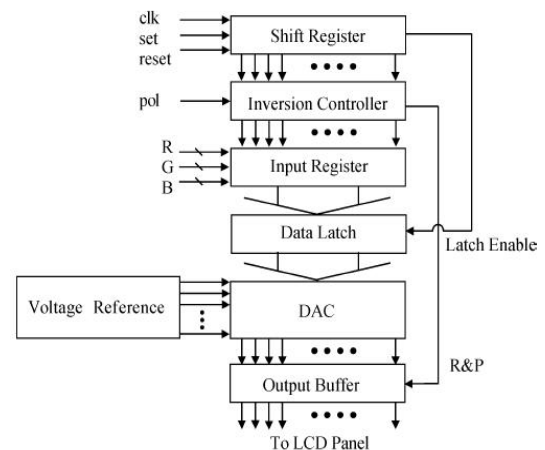 clk
set
reset
Shift Register
pol
Inversion Controller
R
G
B
Input Register
Data Latch
Latch Enable
Voltage Reference
DAC
R&P
Output Buffer
To LCD Panel